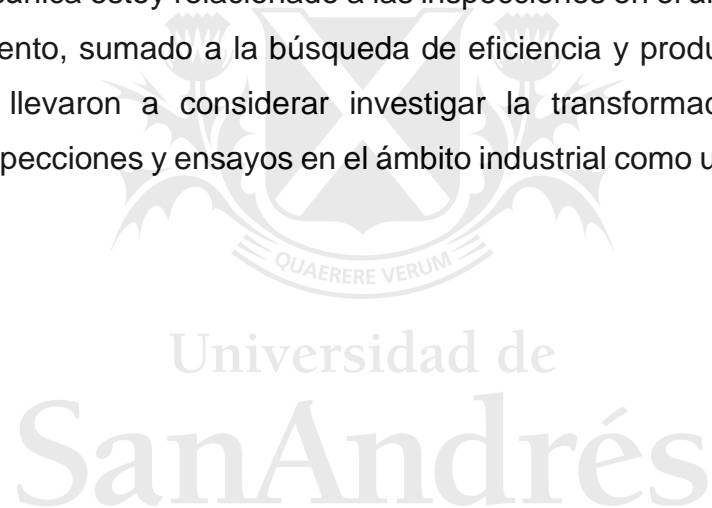 estoy relacionado a las inspecciones en el
ento, sumado a la búsqueda de eficiencia y produ
llevaron a considerar investigar la transformac
pecciones y ensayos en el ámbito industrial como u
QUAERERE VERUM
Universidad de
SanAndrés